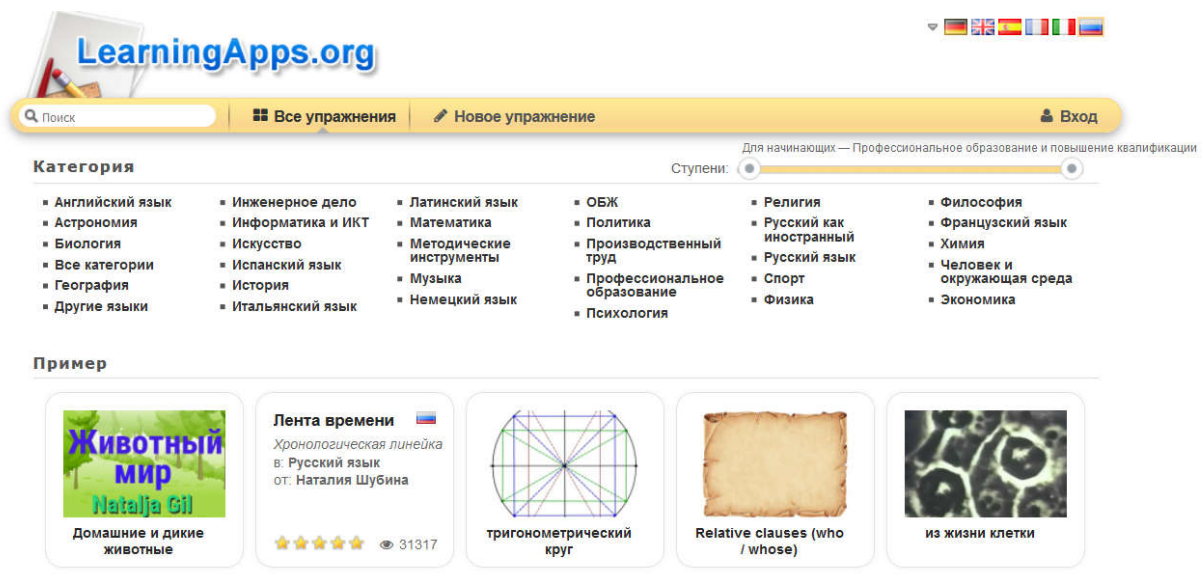 LearningApps.org
Поиск
Все упражнения
Новое упражнение
Вход
Для начинающих — Профессиональное образование и повышение квалификации
Категория
Ступени:
Английский язык
Астрономия
Биология
Все категории
География
Другие языки
Инженерное дело
Информатика и ИКТ
Искусство
Испанский язык
История
Итальянский язык
Латинский язык
Математика
Методические
инструменты
Музыка
Немецкий язык
ОБЖ
Политика
Производственный
труд
Профессиональное
образование
Психология
Религия
Русский как
иностранный
Русский язык
Спорт
Физика
Философия
Французский язык
Химия
Человек и
окружающая среда
Экономика
Пример
Животный
мир
Natalja Gil
Домашние и дикие
животные
Лента времени
Хронологическая линейка
в: Русский язык
от: Наталия Шубина
31317
тригонометрический
круг
Relative clauses (who
/ whose)
из жизни клетки